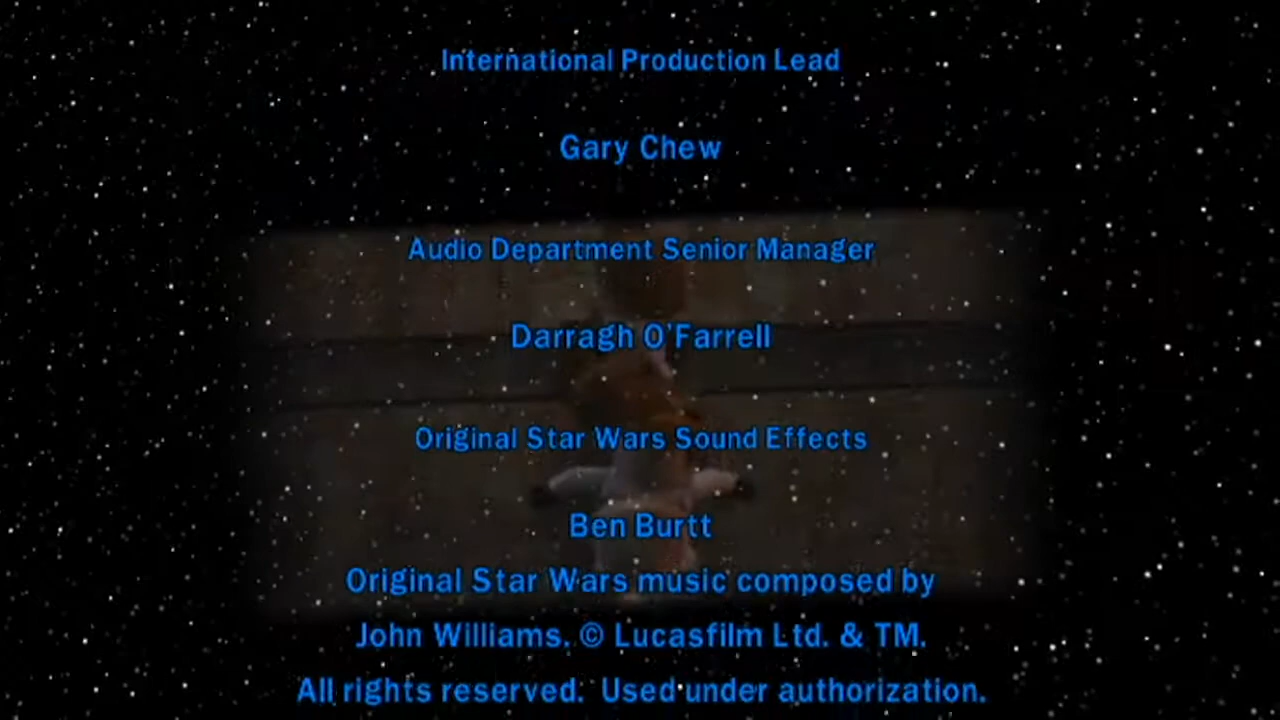 International Production Lead
Gary Chew
Audio Department Senior Manager
Darragh O'Farrell
Original Star Wars Sound Effects
Ben Burtt
Original Star Wars music composed by
John Williams. © Lucasfilm Ltd. & TM.
All rights reserved. Used under authorization.